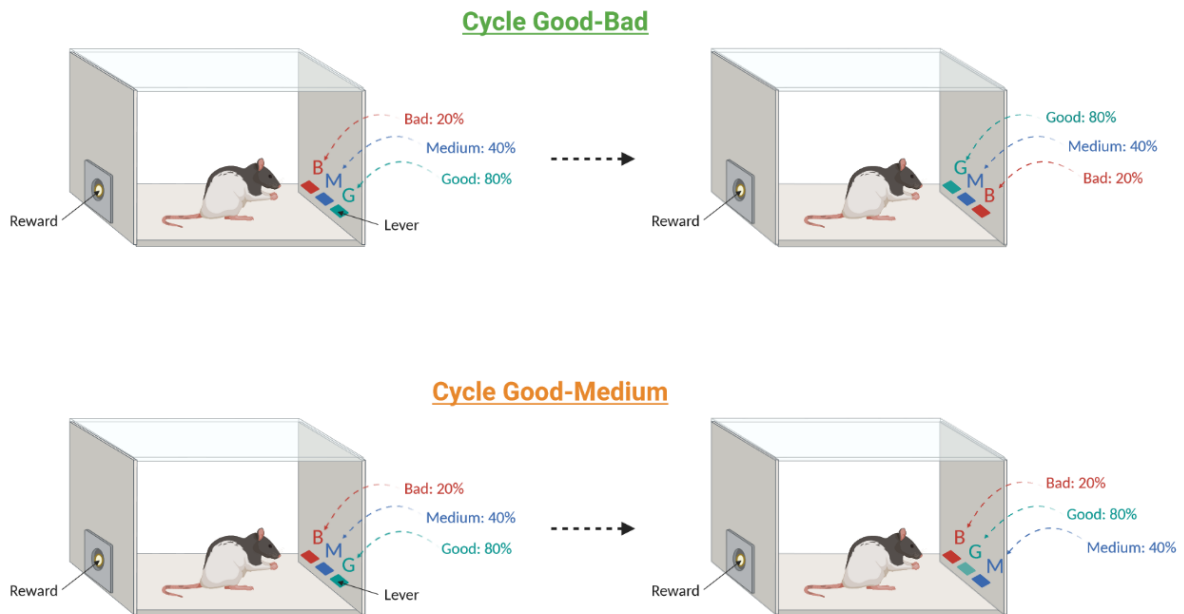 Cycle Good-Bad
Bad: 20%
Medium: 40%
Good: 80%
B
M
G
Reward
Lever
Good: 80%
Medium: 40%
Bad: 20%
G
M
B
Reward
Cycle Good-Medium
Bad: 20%
Medium: 40%
Good: 80%
B
M
G
Reward
Lever
Bad: 20%
Good: 80%
Medium: 40%
B
G
M
Reward